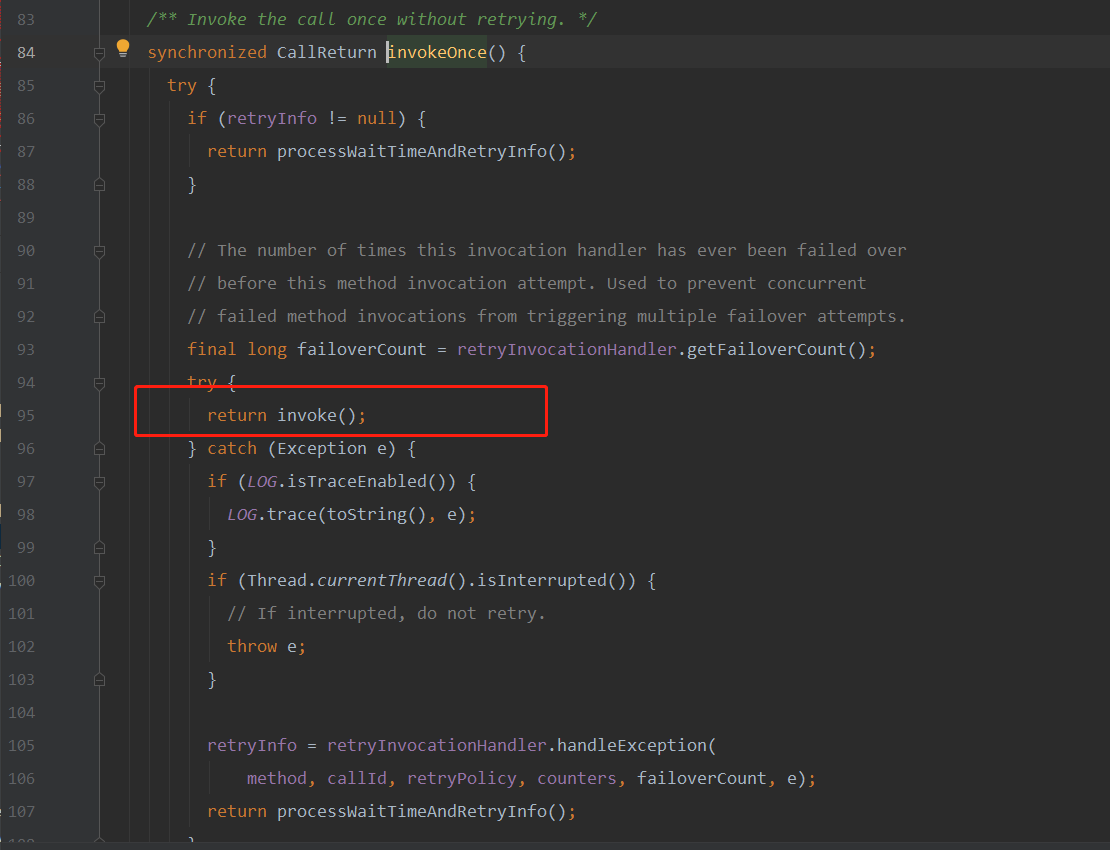 83 /** Invoke the call once without retrying. */
84 synchronized CallReturn invokeOnce() {
85 try {
86 if (retryInfo != null) {
87 return processWaitTimeAndRetryInfo();
88 }
89
90 // The number of times this invocation handler has ever been failed over
91 // before this method invocation attempt. Used to prevent concurrent
92 // failed method invocations from triggering multiple failover attempts.
93 final long failoverCount = retryInvocationHandler.getFailoverCount();
94 try {
95 return invoke();
96 } catch (Exception e) {
97 if (LOG.isTraceEnabled()) {
98 LOG.trace(toString(), e);
99 }
100 if (Thread.currentThread().isInterrupted()) {
101 // If interrupted, do not retry.
102 throw e;
103 }
104
105 retryInfo = retryInvocationHandler.handleException(
106 method, callId, retryPolicy, counters, failoverCount, e);
107 return processWaitTimeAndRetryInfo();
108 }